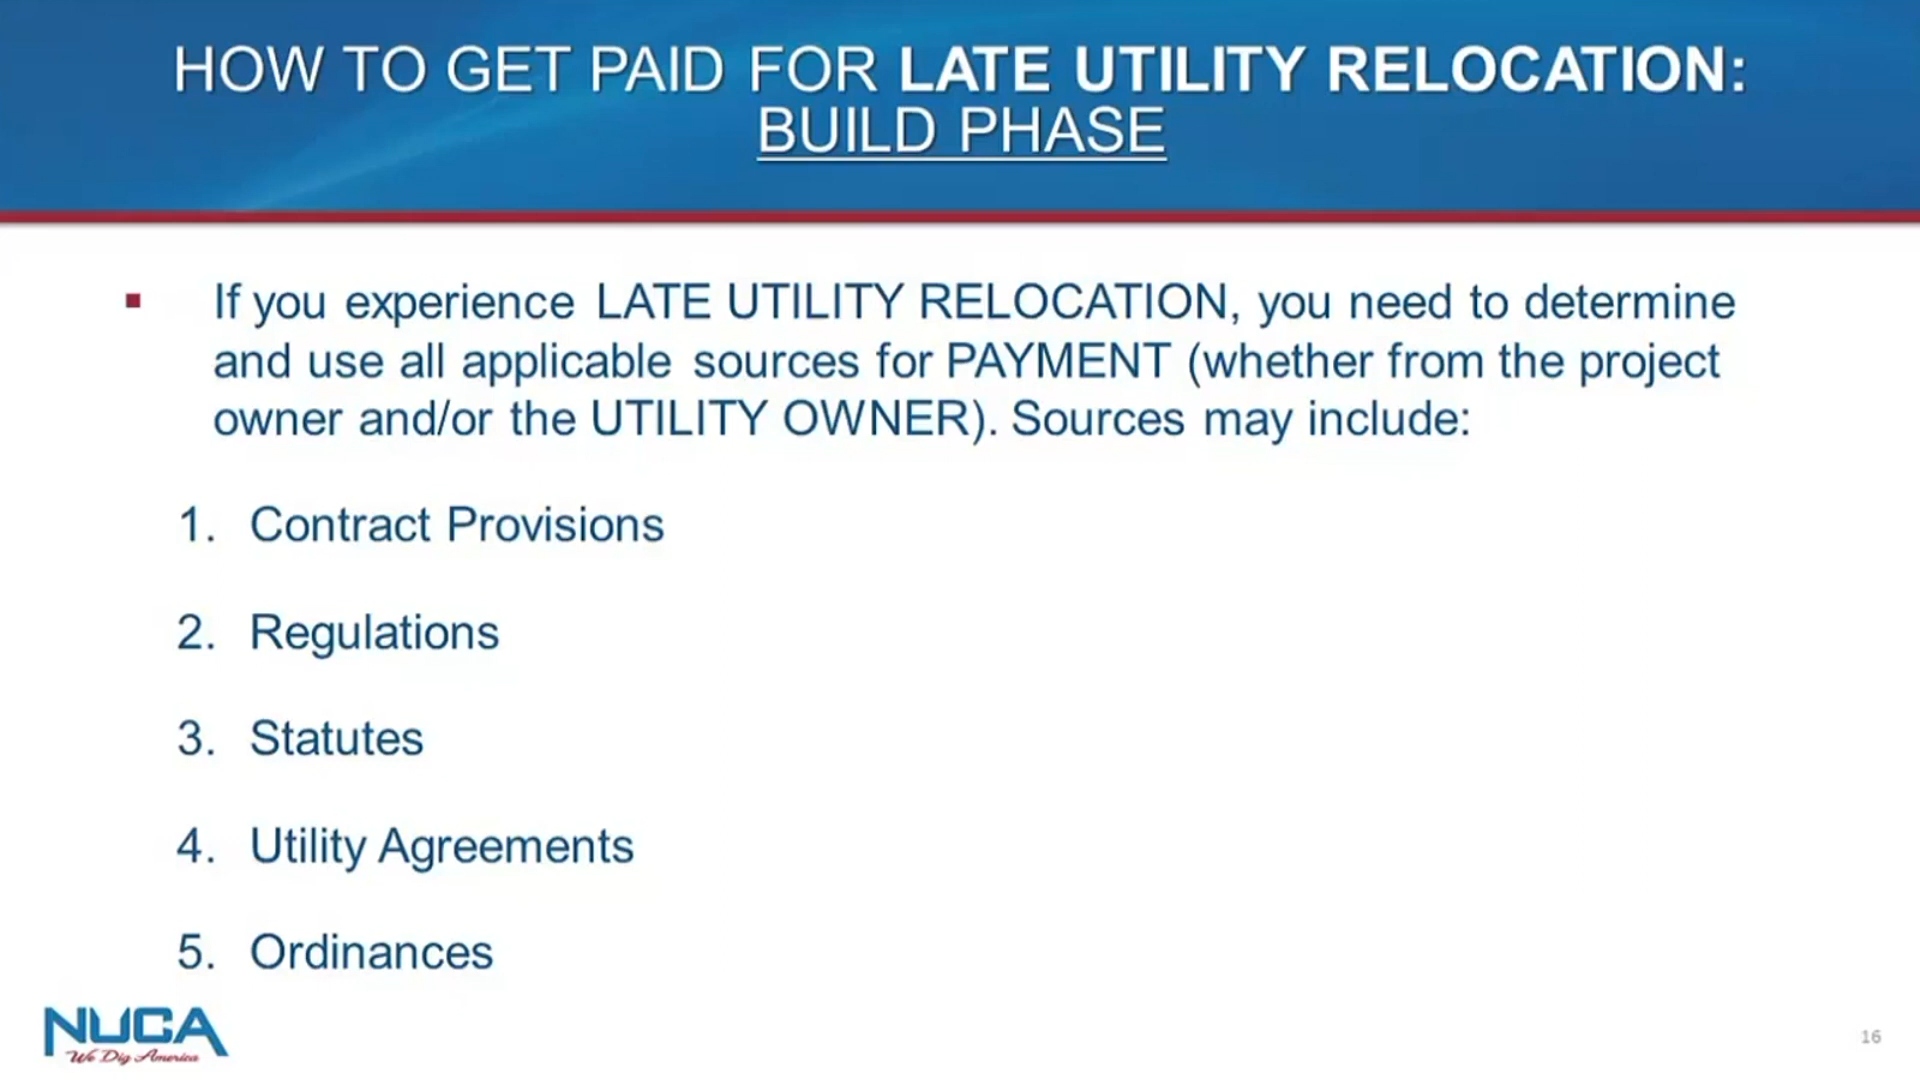 HOW TO GET PAID FOR LATE UTILITY RELOCATION:
BUILD PHASE
▪ If you experience LATE UTILITY RELOCATION, you need to determine
and use all applicable sources for PAYMENT (whether from the project
owner and/or the UTILITY OWNER). Sources may include:
1. Contract Provisions
2. Regulations
3. Statutes
4. Utility Agreements
5. Ordinances
NUCA
We Dig America
16